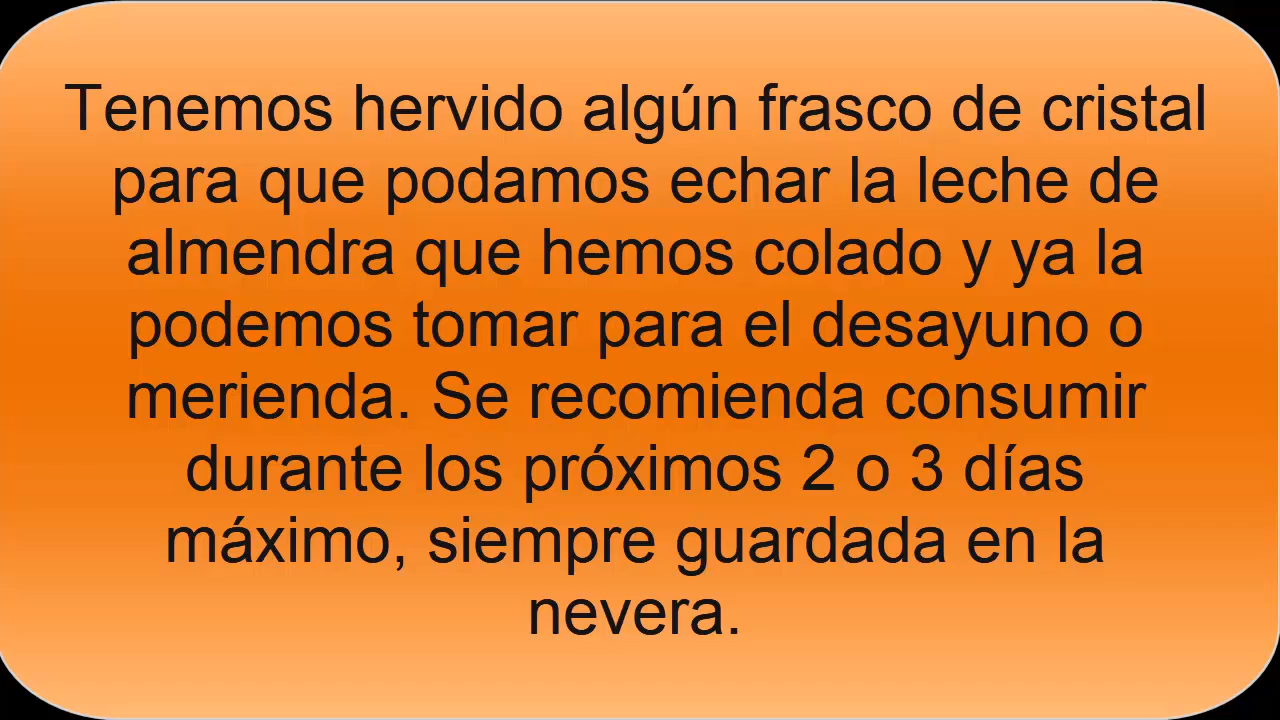 Tenemos hervido algún frasco de cristal
para que podamos echar la leche de
almendra que hemos colado y ya la
podemos tomar para el desayuno o
merienda. Se recomienda consumir
durante los próximos 2 o 3 días
máximo, siempre guardada en la
nevera.